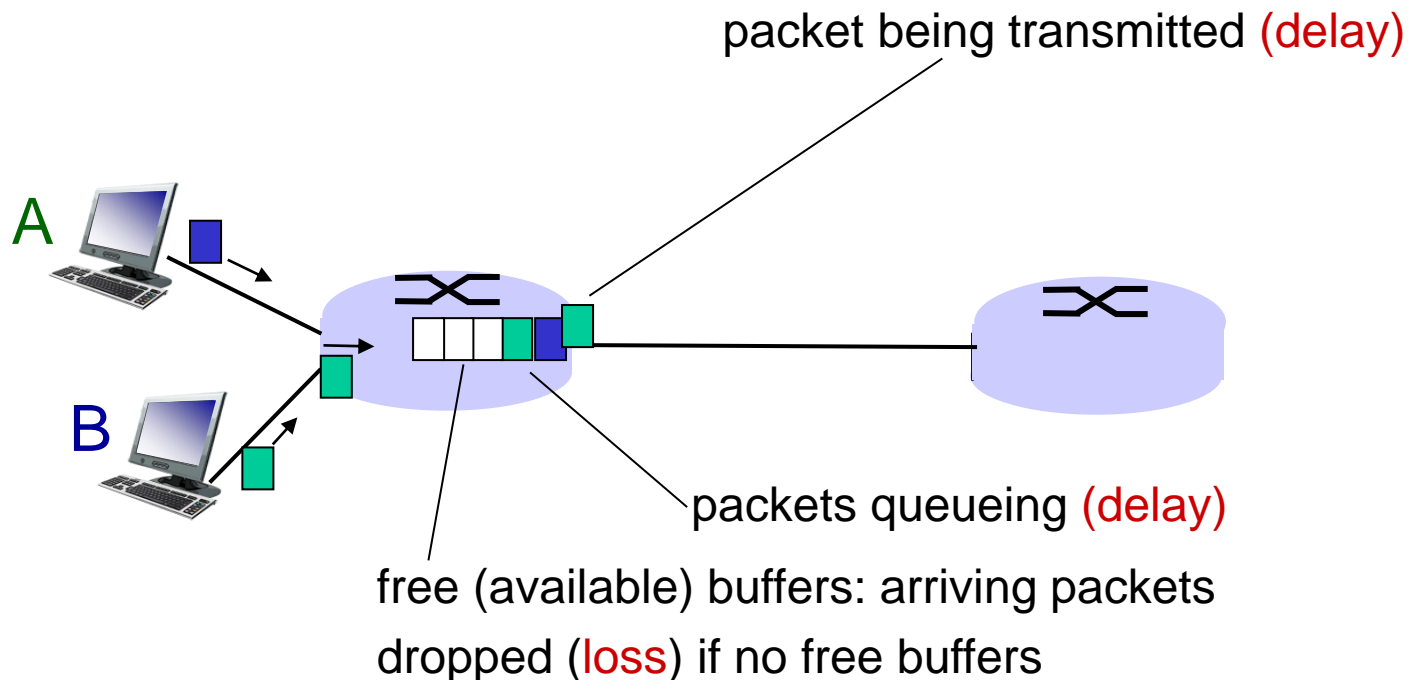 packet being transmitted (delay)
A
B
packets queueing (delay)
free (available) buffers: arriving packets
dropped (loss) if no free buffers